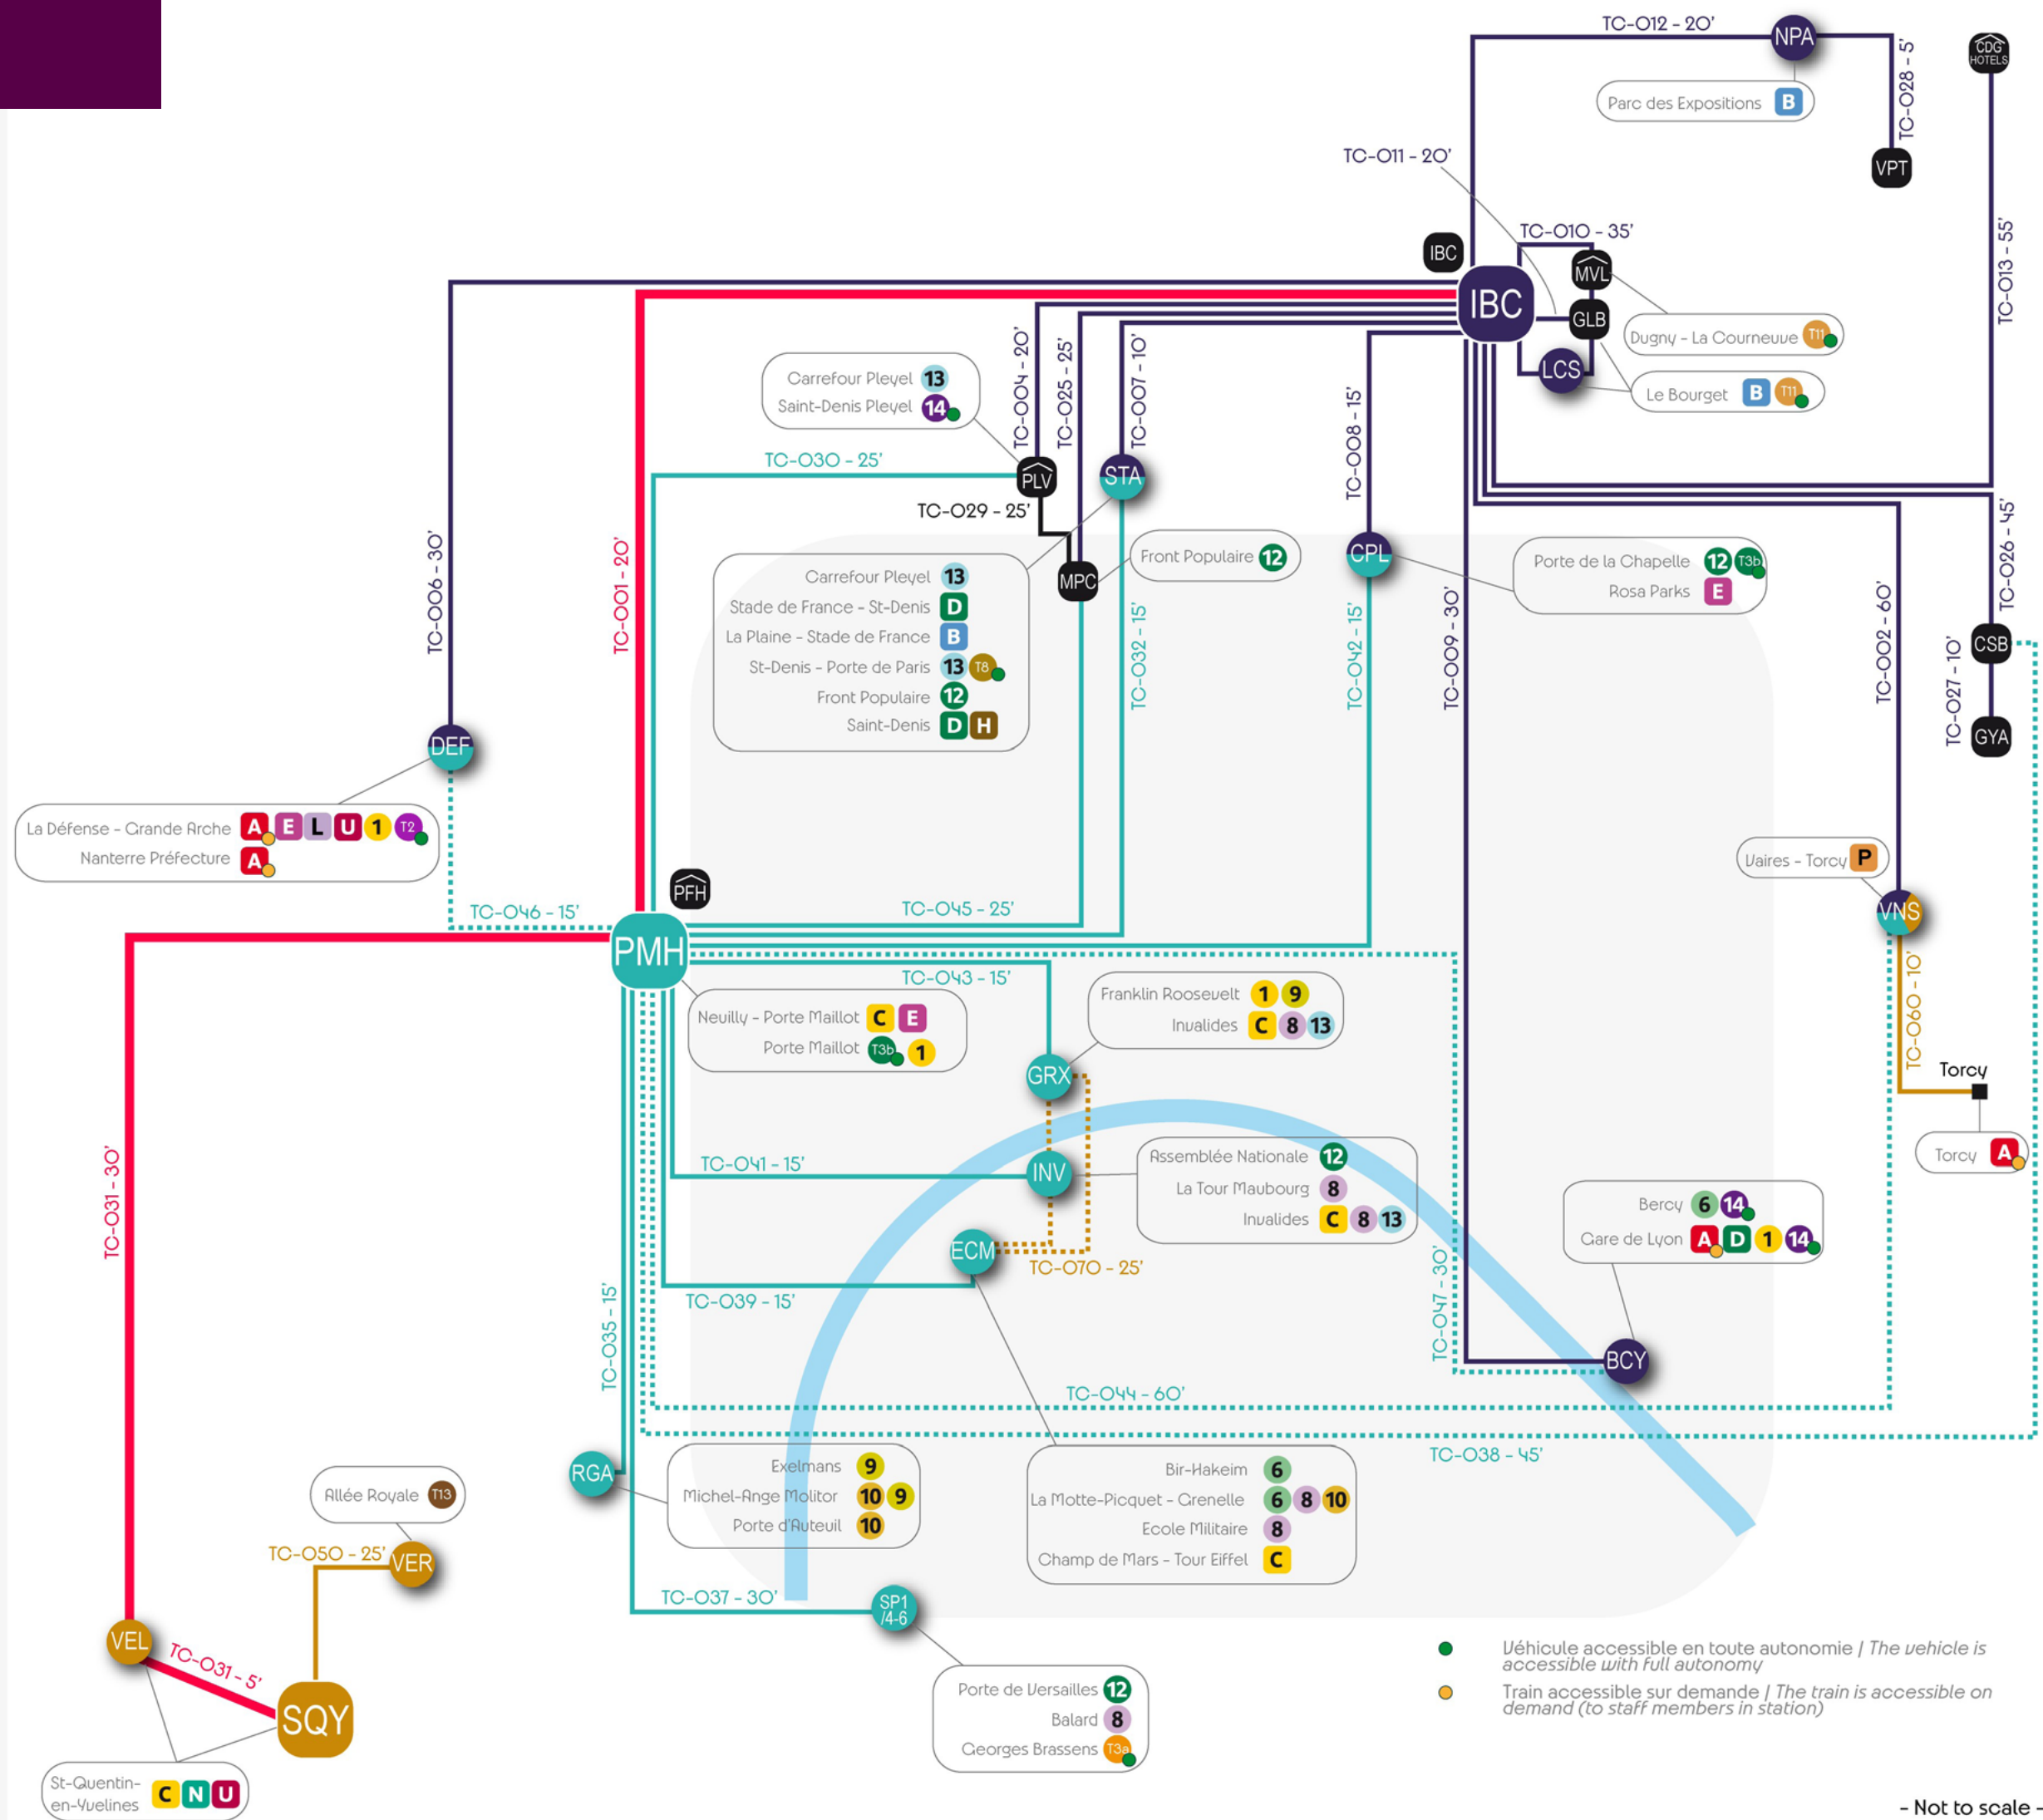 TC-012 - 20'
NPA
CDG
HOTELS
TC-028 - 5'
Parc des Expositions B
TC-011 - 20'
VPT
TC-013 - 55'
TC-010 - 35'
IBC
MVL
IBC
GLB
Dugny - La Courneuve T11
LCS
Le Bourget B T11
TC-004 - 20'
TC-025 - 25'
TC-007 - 10'
TC-008 - 15'
Carrefour Pleyel 13
Saint-Denis Pleyel 14
TC-030 - 25'
PLV
STA
TC-029 - 25'
TC-006 - 30'
TC-001 - 20'
MPC
Front Populaire 12
CPL
Porte de la Chapelle 12 T3b
Rosa Parks E
TC-026 - 45'
Carrefour Pleyel 13
Stade de France - St-Denis D
La Plaine - Stade de France B
St-Denis - Porte de Paris 13 T8
Front Populaire 12
Saint-Denis D H
TC-032 - 15'
TC-042 - 15'
TC-009 - 30'
TC-002 - 60'
CSB
TC-027 - 10'
GYA
DEF
La Défense - Grande Arche A E L U 1 T2
Nanterre Préfecture A
Vaires - Torcy P
PFH
TC-046 - 15'
TC-045 - 25'
VNS
PMH
TC-043 - 15'
Neuilly - Porte Maillot C E
Porte Maillot T3b 1
Franklin Roosevelt 1 9
Invalides C 8 13
TC-060 - 10'
GRX
Torcy
Torcy A
TC-031 - 30'
TC-041 - 15'
INV
Assemblée Nationale 12
La Tour Maubourg 8
Invalides C 8 13
Bercy 6 14
Gare de Lyon A D 1 14
ECM
TC-070 - 25'
TC-039 - 15'
TC-035 - 15'
TC-047 - 30'
BCY
TC-044 - 60'
TC-038 - 45'
RGA
Exelmans 9
Michel-Ange Molitor 10 9
Porte d'Auteuil 10
Bir-Hakeim 6
La Motte-Picquet - Grenelle 6 8 10
Ecole Militaire 8
Champ de Mars - Tour Eiffel C
Allée Royale T13
TC-050 - 25'
VER
TC-037 - 30'
SP1
/4-6
VEL
TC-031 - 5'
SQY
Porte de Versailles 12
Balard 8
Georges Brassens T3a
St-Quentin-
en-Yvelines C N U
Véhicule accessible en toute autonomie | The vehicle is
accessible with full autonomy
Train accessible sur demande | The train is accessible on
demand (to staff members in station)
- Not to scale -